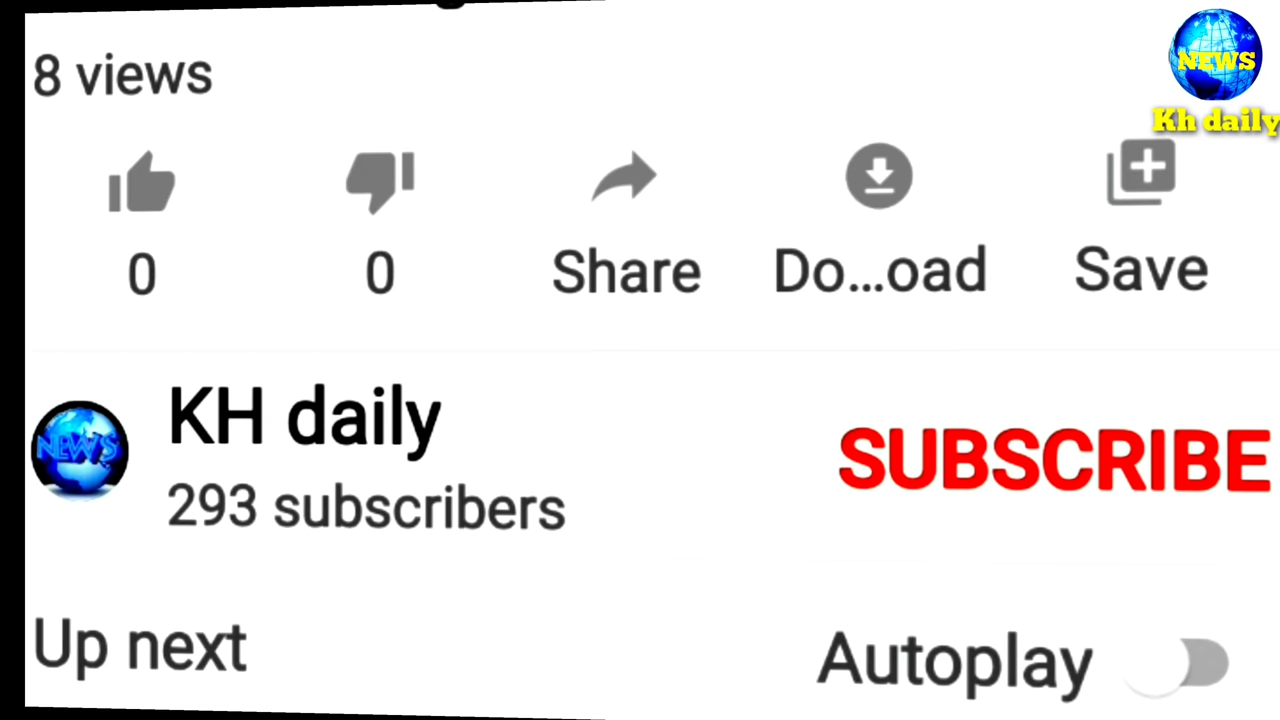 8 views
NEWS
Kh daily
0 0 Share Do...oad Save
NEWS
KH daily
293 subscribers
SUBSCRIBE
Up next
Autoplay